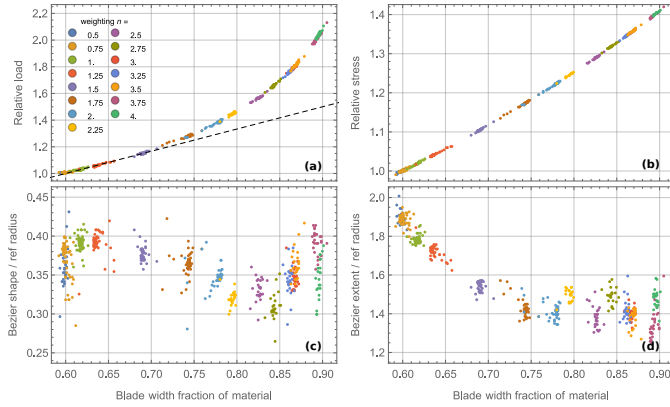 weighting n =
0.5
0.75
1.
1.25
1.5
1.75
2.
2.25
2.5
2.75
3.
3.25
3.5
3.75
4.
Relative load
2.2
2.0
1.8
1.6
1.4
1.2
1.0
(a)
Relative stress
1.4
1.3
1.2
1.1
1.0
(b)
Bezier shape / ref radius
0.45
0.40
0.35
0.30
0.25
(c)
0.60 0.65 0.70 0.75 0.80 0.85 0.90
Blade width fraction of material
Bezier extent / ref radius
2.0
1.8
1.6
1.4
1.2
(d)
0.60 0.65 0.70 0.75 0.80 0.85 0.90
Blade width fraction of material